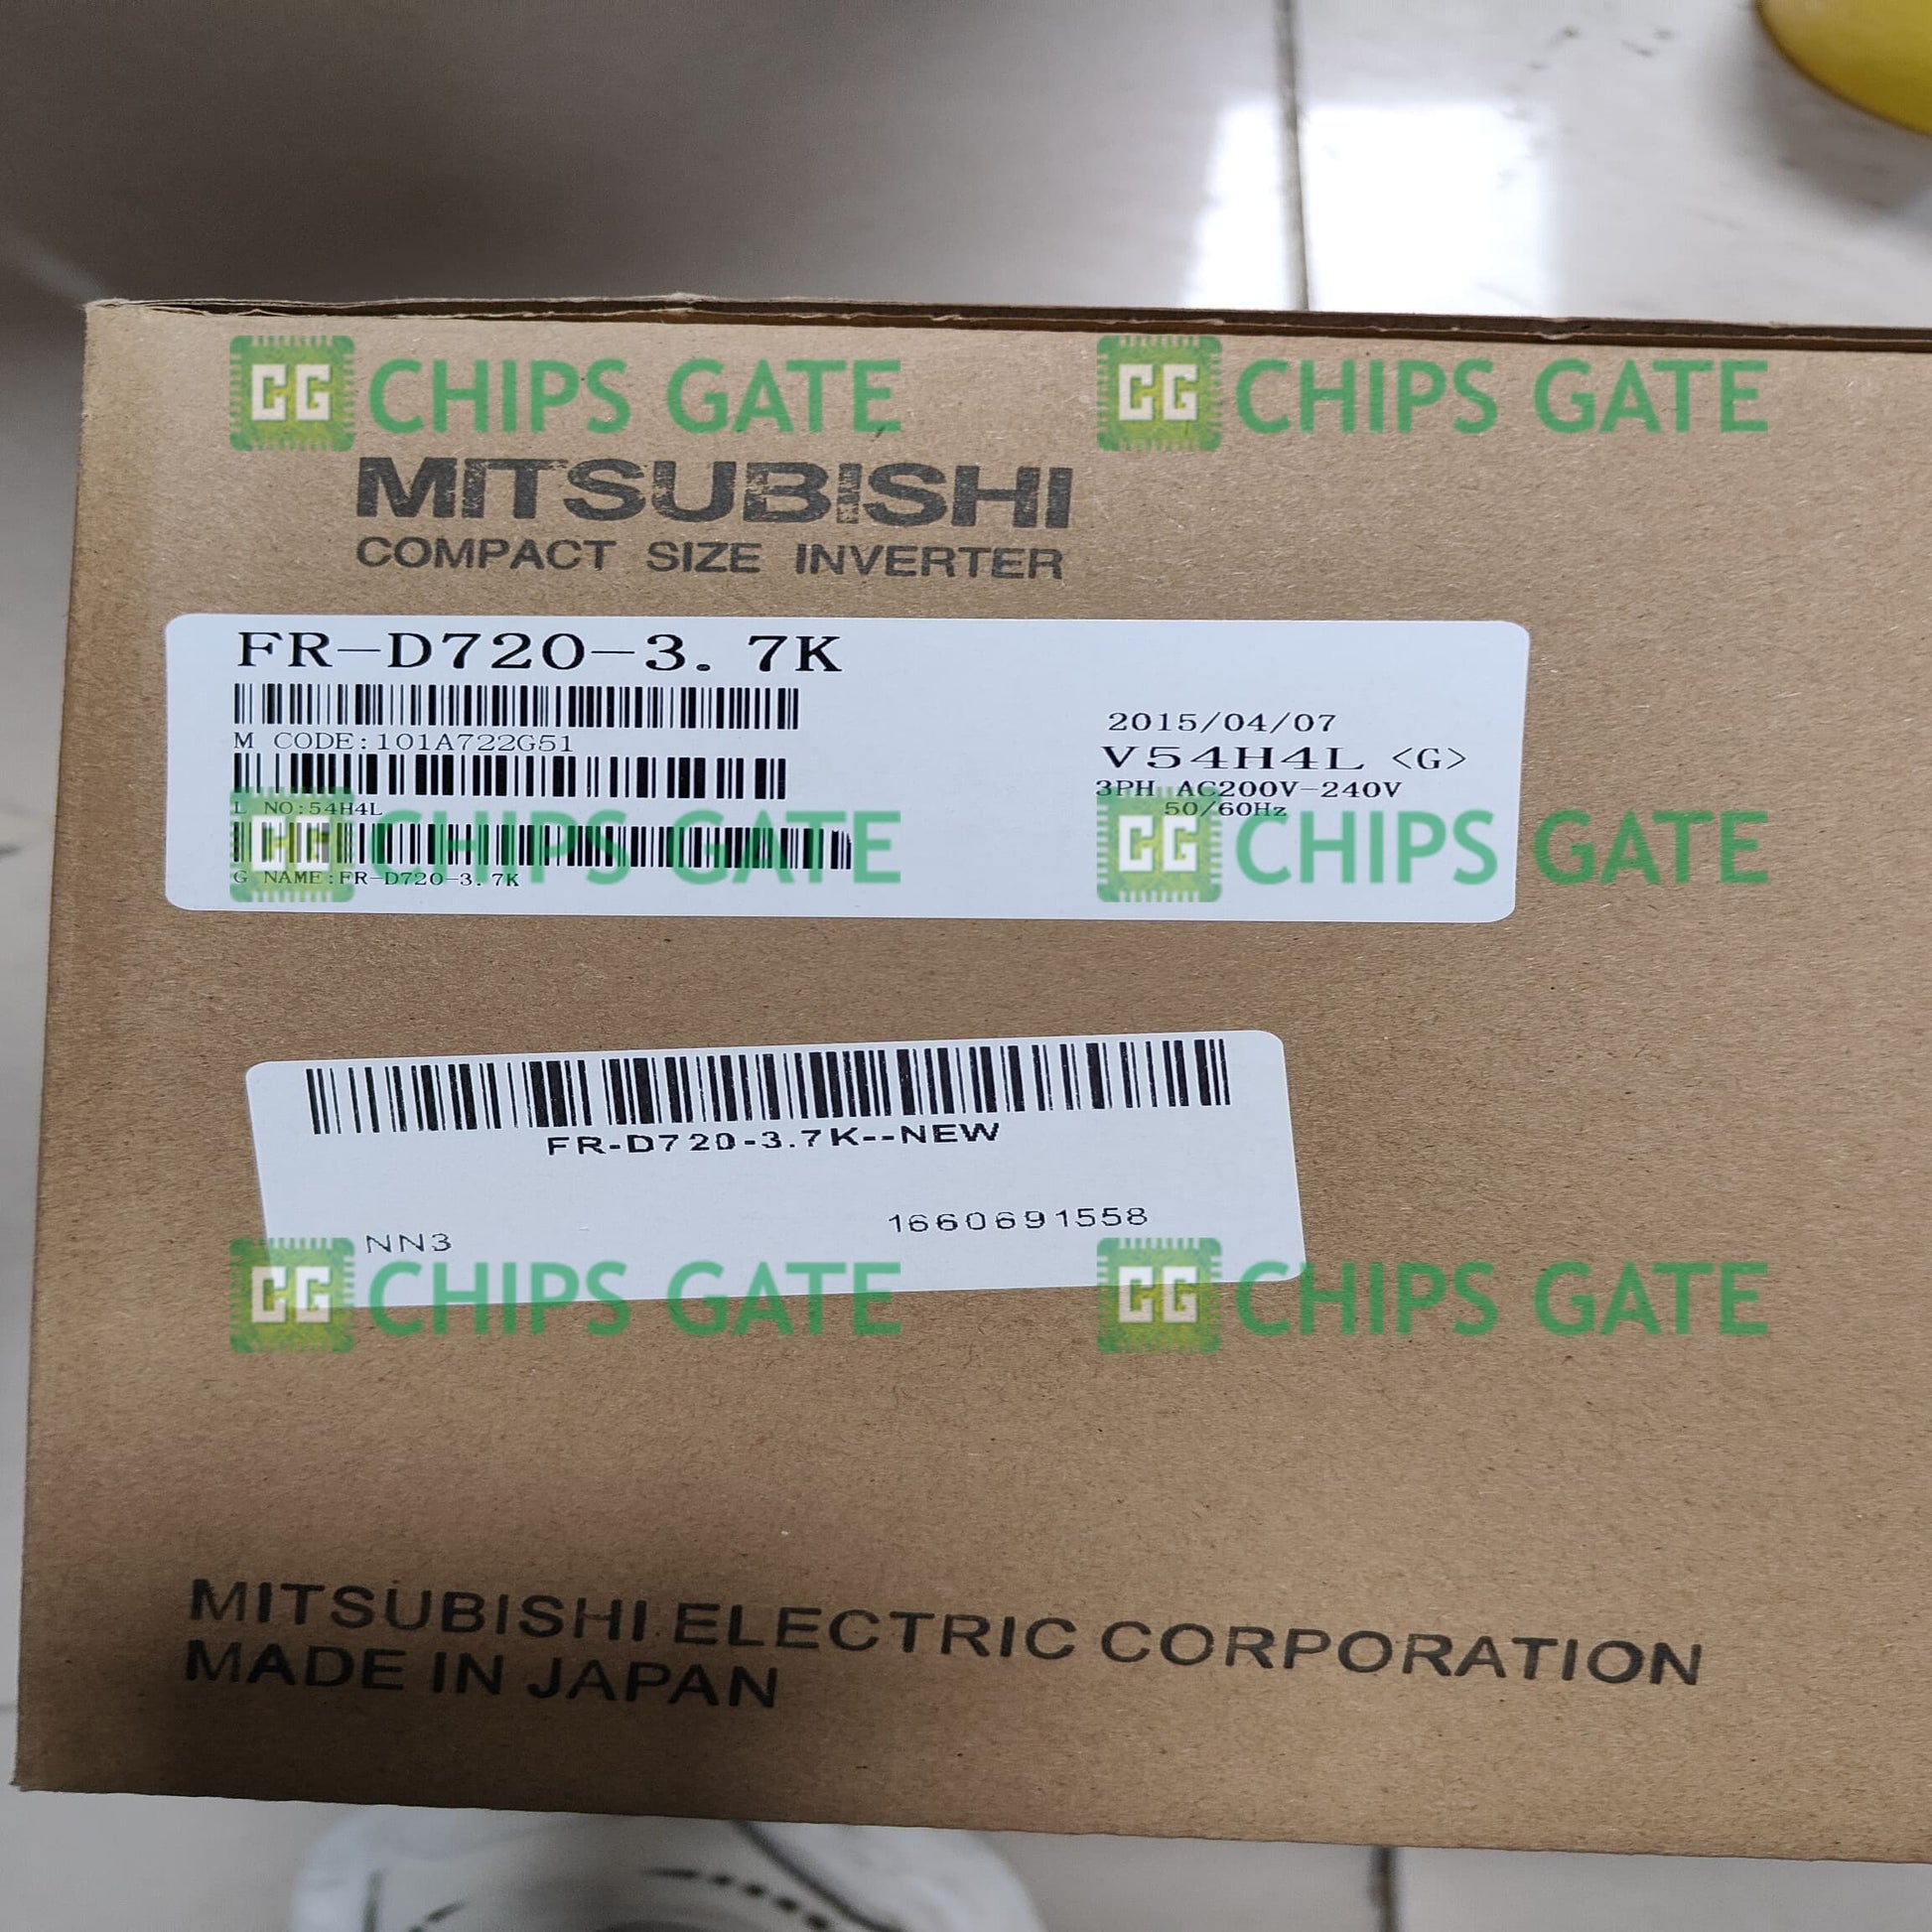 CG CHIPS GATE CG CHIPS GATE
MITSUBISHI
COMPACT SIZE INVERTER
FR-D720-3.7K
M CODE:101A722G51
2015/04/07
V54H4L <G>
3PH AC200V-240V
50/60Hz
L NO:54H4L
CG CHIPS GATE CG CHIPS GATE
G NAME:FR-D720-3.7K
FR-D720-3.7K--NEW
1660691558
NN3
CG CHIPS GATE CG CHIPS GATE
MITSUBISHI ELECTRIC CORPORATION
MADE IN JAPAN